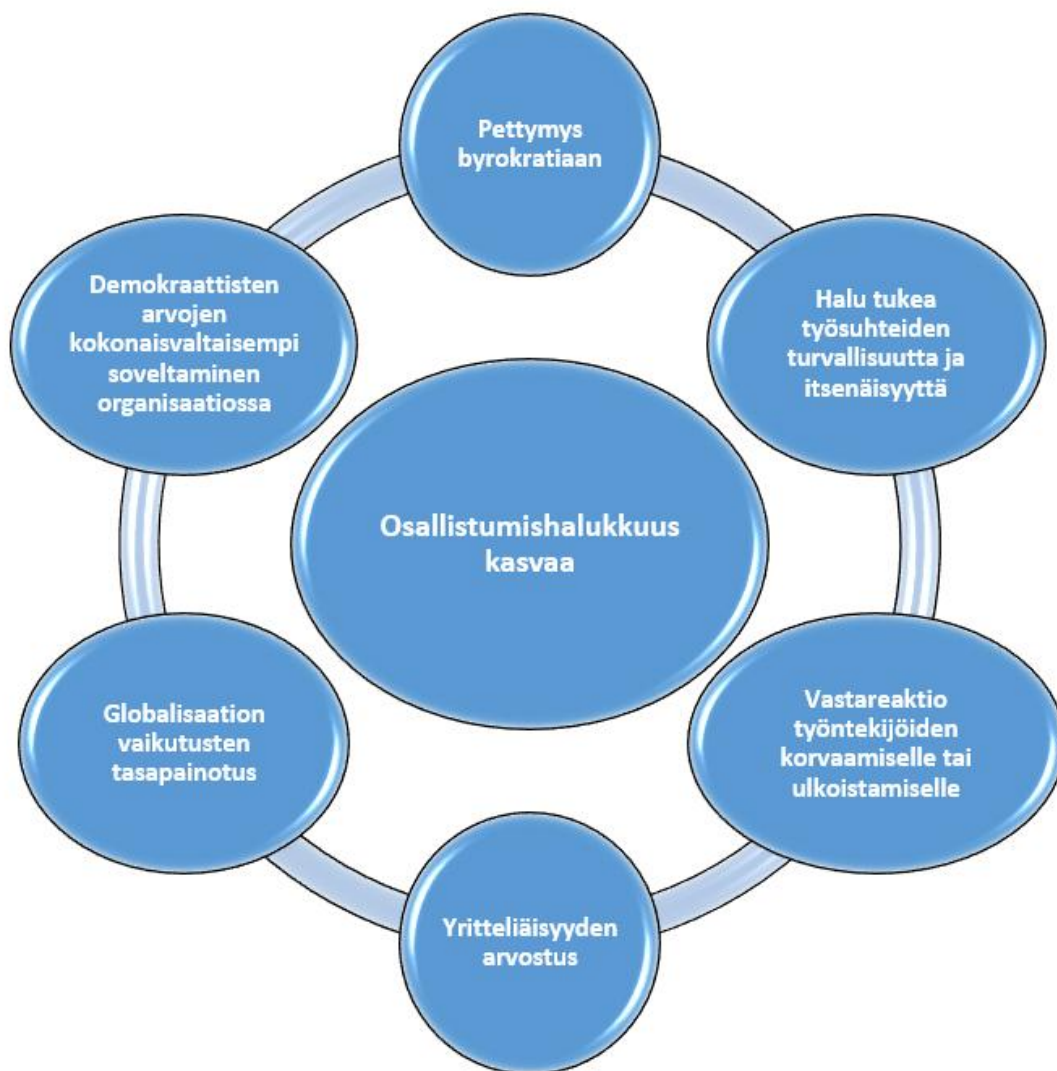 Pettymys
byrokratiaan
Halu tukea
työsuhteiden
turvallisuutta ja
itsenäisyyttä
Vastareaktio
työntekijöiden
korvaamiselle tai
ulkoistamiselle
Yritteliäisyyden
arvostus
Globalisaation
vaikutusten
tasapainotus
Demokraattisten
arvojen
kokonaisvaltaisempi
soveltaminen
organisaatiossa
Osallistumishalukkuus
kasvaa